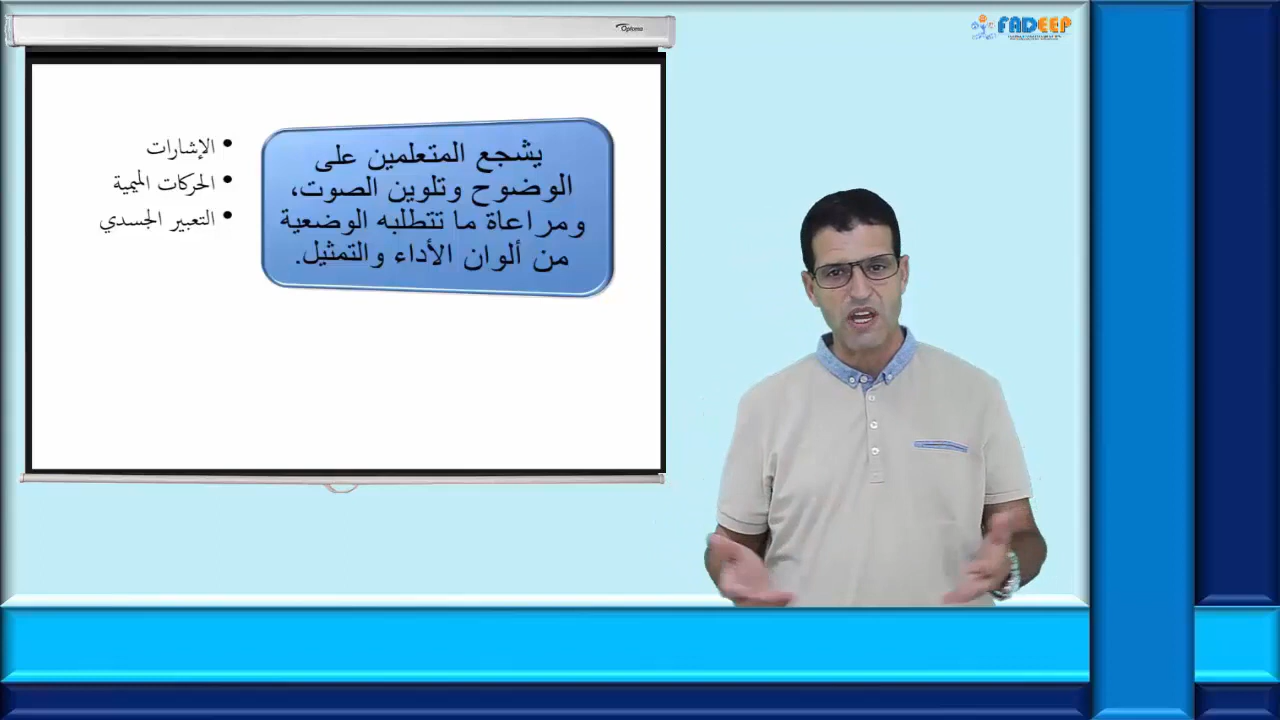 Optoma
FADEEP
يشجع المتعلمين على
الوضوح وتلوين الصوت،
ومراعاة ما تتطلبه الوضعية
من ألوان الأداء والتمثيل.
• الإشارات
• الحركات الميمية
• التعبير الجسدي